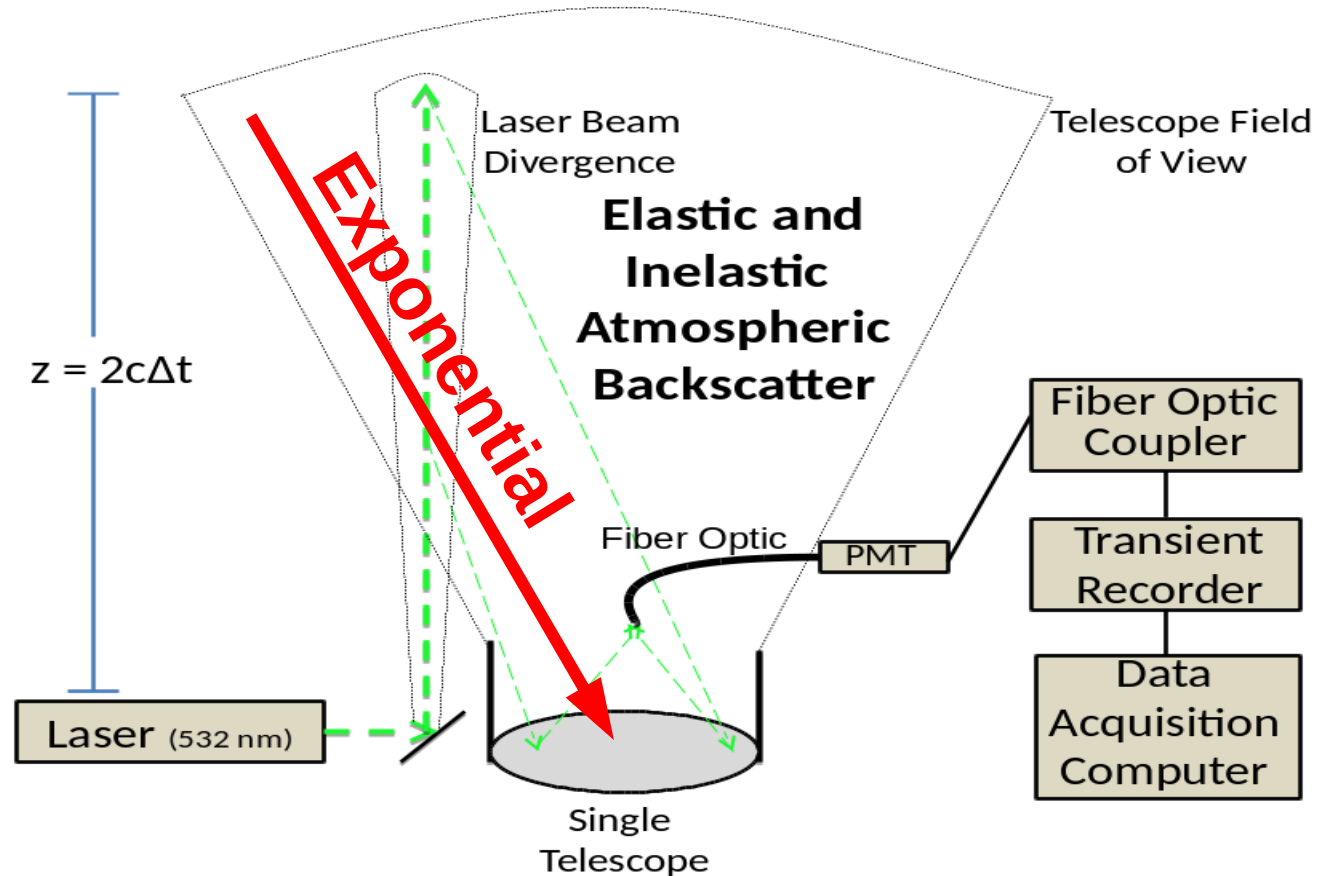 Laser Beam
Divergence
Telescope Field
of View
Exponential
Elastic and
Inelastic
Atmospheric
Backscatter
z = 2cΔt
Fiber Optic
Coupler
Fiber Optic
PMT
Transient
Recorder
Data
Acquisition
Computer
Laser (532 nm)
Single
Telescope